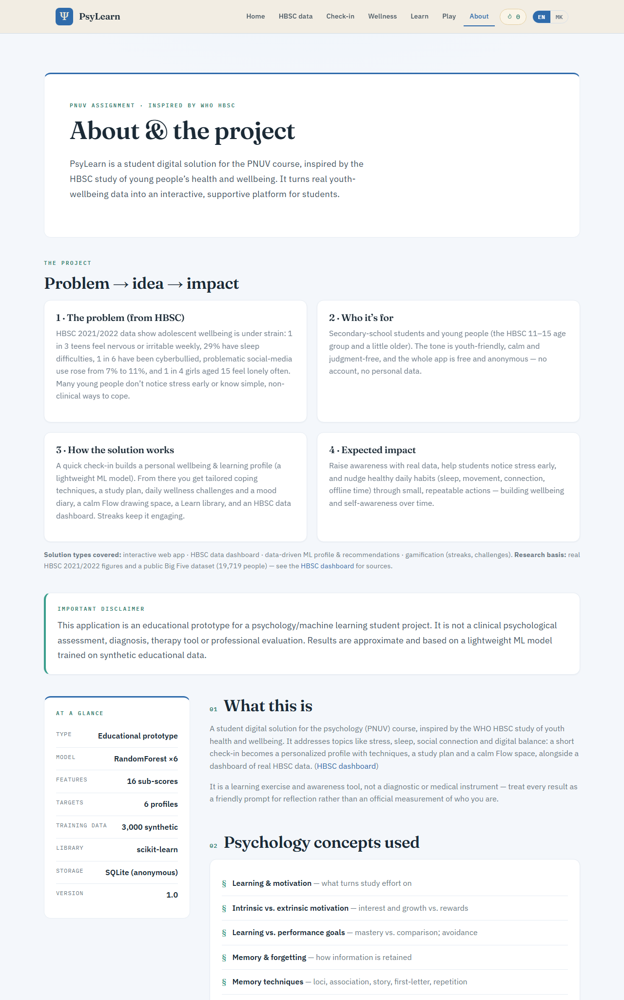 Ψ PsyLearn
Home HBSC data Check-in Wellness Learn Play About 0 EN MK
PNUV ASSIGNMENT · INSPIRED BY WHO HBSC
About & the project
PsyLearn is a student digital solution for the PNUV course, inspired by the
HBSC study of young people’s health and wellbeing. It turns real youth-
wellbeing data into an interactive, supportive platform for students.
THE PROJECT
Problem → idea → impact
1 · The problem (from HBSC)
HBSC 2021/2022 data show adolescent wellbeing is under strain: 1
in 3 teens feel nervous or irritable weekly, 29% have sleep
difficulties, 1 in 6 have been cyberbullied, problematic social-media
use rose from 7% to 11%, and 1 in 4 girls aged 15 feel lonely often.
Many young people don’t notice stress early or know simple, non-
clinical ways to cope.
2 · Who it’s for
Secondary-school students and young people (the HBSC 11–15 age
group and a little older). The tone is youth-friendly, calm and
judgment-free, and the whole app is free and anonymous — no
account, no personal data.
3 · How the solution works
A quick check-in builds a personal wellbeing & learning profile (a
lightweight ML model). From there you get tailored coping
techniques, a study plan, daily wellness challenges and a mood
diary, a calm Flow drawing space, a Learn library, and an HBSC data
dashboard. Streaks keep it engaging.
4 · Expected impact
Raise awareness with real data, help students notice stress early,
and nudge healthy daily habits (sleep, movement, connection,
offline time) through small, repeatable actions — building wellbeing
and self-awareness over time.
Solution types covered: interactive web app · HBSC data dashboard · data-driven ML profile & recommendations · gamification (streaks, challenges). Research basis: real
HBSC 2021/2022 figures and a public Big Five dataset (19,719 people) — see the HBSC dashboard for sources.
IMPORTANT DISCLAIMER
This application is an educational prototype for a psychology/machine learning student project. It is not a clinical psychological
assessment, diagnosis, therapy tool or professional evaluation. Results are approximate and based on a lightweight ML model
trained on synthetic educational data.
AT A GLANCE
TYPE Educational prototype
MODEL RandomForest ×6
FEATURES 16 sub-scores
TARGETS 6 profiles
TRAINING DATA 3,000 synthetic
LIBRARY scikit-learn
STORAGE SQLite (anonymous)
VERSION 1.0
01 What this is
A student digital solution for the psychology (PNUV) course, inspired by the WHO HBSC study of youth
health and wellbeing. It addresses topics like stress, sleep, social connection and digital balance: a short
check-in becomes a personalized profile with techniques, a study plan and a calm Flow space, alongside a
dashboard of real HBSC data. (HBSC dashboard)
It is a learning exercise and awareness tool, not a diagnostic or medical instrument — treat every result as
a friendly prompt for reflection rather than an official measurement of who you are.
02 Psychology concepts used
§ Learning & motivation — what turns study effort on
§ Intrinsic vs. extrinsic motivation — interest and growth vs. rewards
§ Learning vs. performance goals — mastery vs. comparison; avoidance
§ Memory & forgetting — how information is retained
§ Memory techniques — loci, association, story, first-letter, repetition